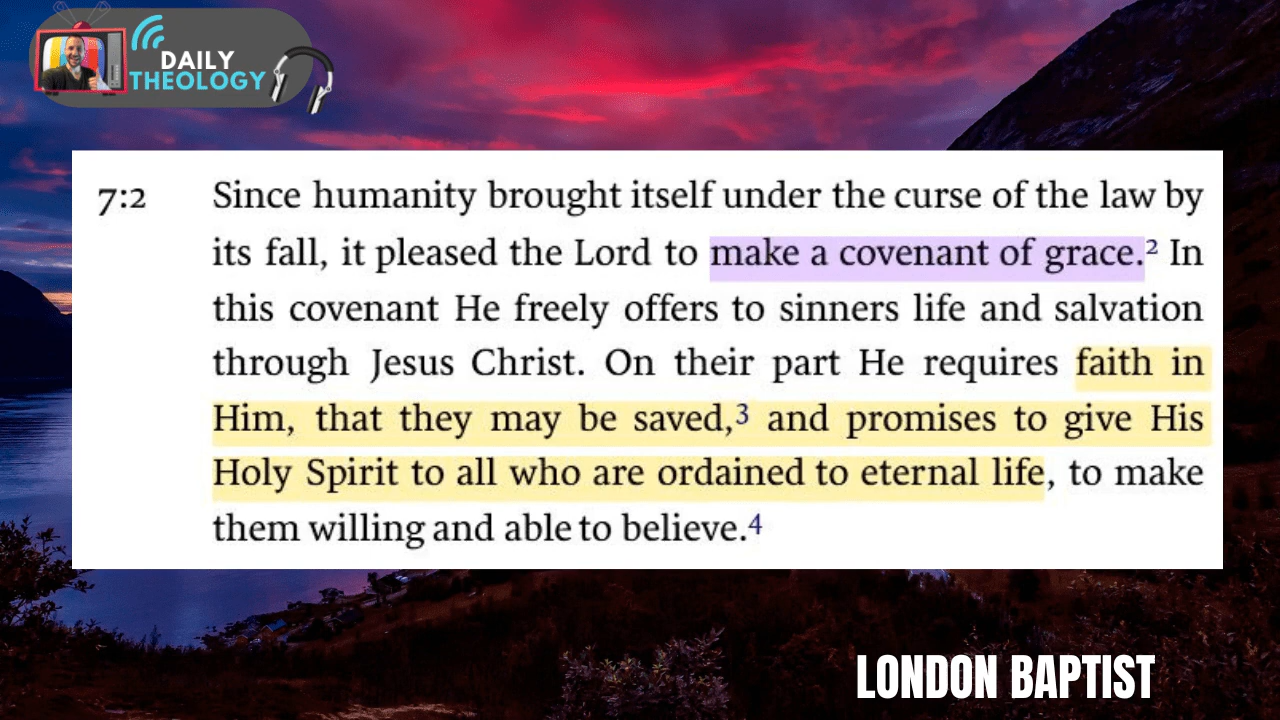 DAILY
THEOLOGY
7:2 Since humanity brought itself under the curse of the law by
its fall, it pleased the Lord to make a covenant of grace.² In
this covenant He freely offers to sinners life and salvation
through Jesus Christ. On their part He requires faith in
Him, that they may be saved,³ and promises to give His
Holy Spirit to all who are ordained to eternal life, to make
them willing and able to believe.⁴
LONDON BAPTIST